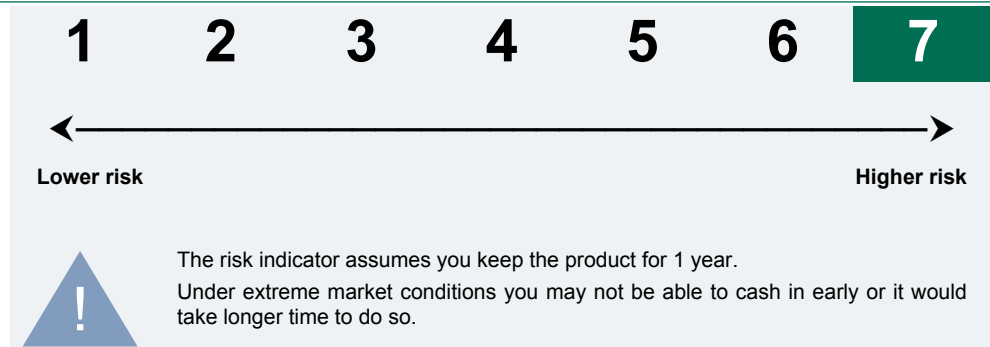 1 2 3 4 5 6 7
Lower risk Higher risk
!
The risk indicator assumes you keep the product for 1 year.
Under extreme market conditions you may not be able to cash in early or it would
take longer time to do so.